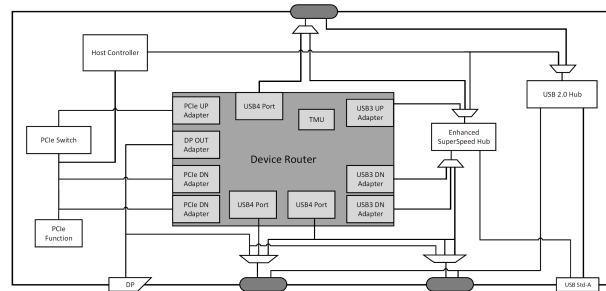 Host Controller
PCIe UP
Adapter
USB4 Port
USB3 UP
Adapter
TMU
USB 2.0 Hub
PCIe Switch
DP OUT
Adapter
Enhanced
SuperSpeed Hub
Device Router
PCIe DN
Adapter
USB3 DN
Adapter
PCIe DN
Adapter
USB4 Port
USB4 Port
USB3 DN
Adapter
PCIe
Function
DP
USB Std-A